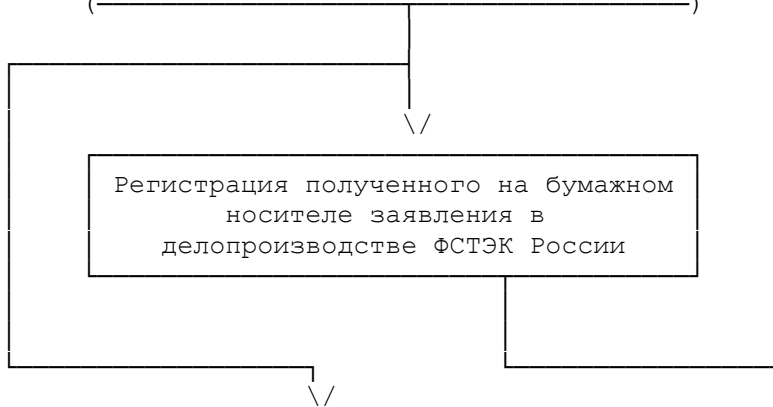 Регистрация полученного на бумажном
носителе заявления в
делопроизводстве ФСТЭК России